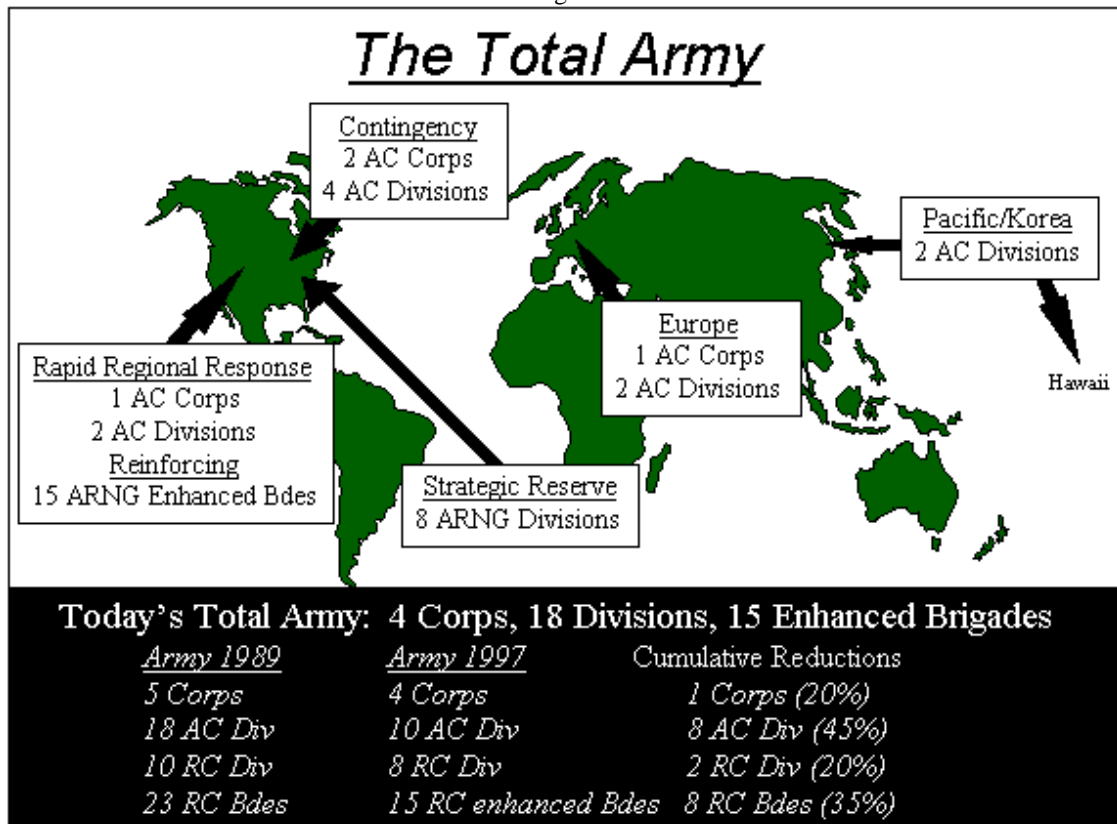 The Total Army
Contingency
2 AC Corps
4 AC Divisions
Pacific/Korea
2 AC Divisions
Hawaii
Europe
1 AC Corps
2 AC Divisions
Rapid Regional Response
1 AC Corps
2 AC Divisions
Reinforcing
15 ARNG Enhanced Bdes
Strategic Reserve
8 ARNG Divisions
Today's Total Army: 4 Corps, 18 Divisions, 15 Enhanced Brigades
Army 1989 Army 1997 Cumulative Reductions
5 Corps 4 Corps 1 Corps (20%)
18 AC Div 10 AC Div 8 AC Div (45%)
10 RC Div 8 RC Div 2 RC Div (20%)
23 RC Bdes 15 RC enhanced Bdes 8 RC Bdes (35%)